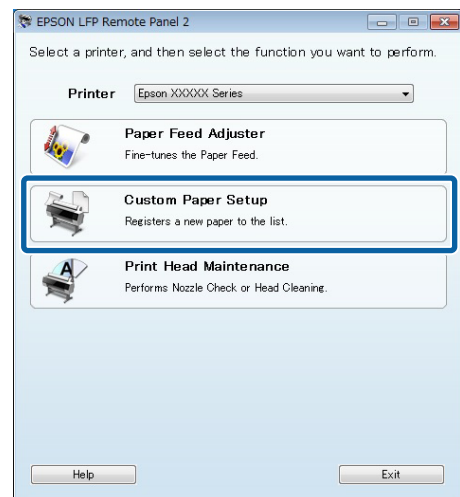 EPSON LFP Remote Panel 2
Select a printer, and then select the function you want to perform.
Printer Epson XXXXX Series
Paper Feed Adjuster
Fine-tunes the Paper Feed.
Custom Paper Setup
Registers a new paper to the list.
A
Print Head Maintenance
Performs Nozzle Check or Head Cleaning.
Help Exit